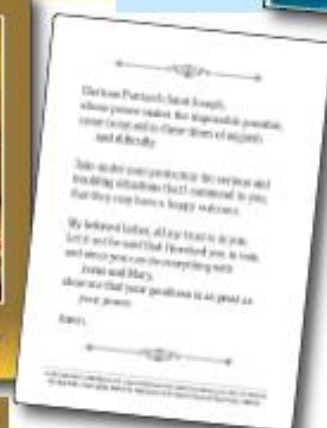 Glorious Patriarch Saint Joseph,
whose power makes the impossible possible,
come to my aid in these times of anguish
and difficulty.
Take under your protection the serious and
troubling situations that I commend to you,
that they may have a happy outcome.
My beloved father, all my trust is in you.
Let it not be said that I invoked you in vain,
and since you can do everything with
Jesus and Mary,
show me that your goodness is as great as
your power.
Amen.